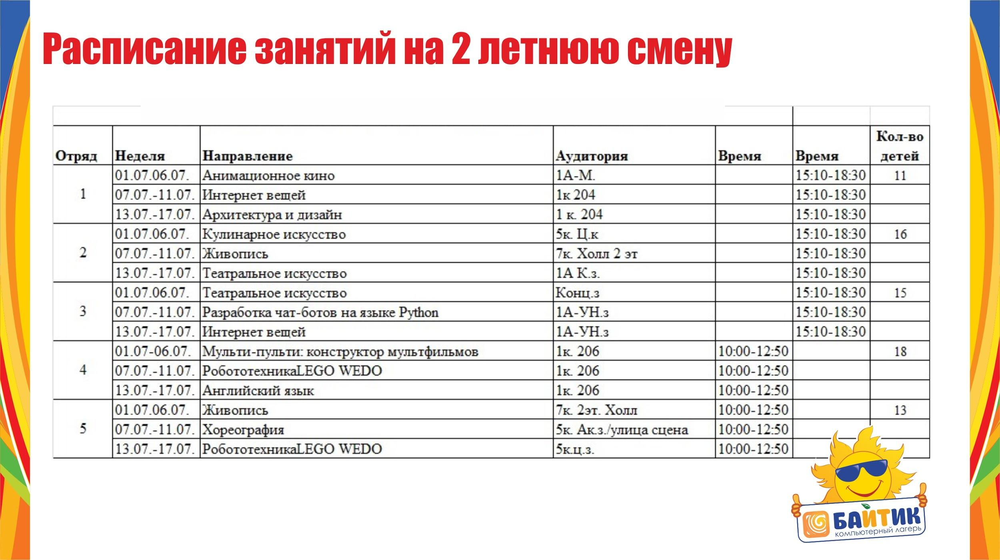 Расписание занятий на 2 летнюю смену
Отряд Неделя Направление Аудитория Время Время Кол-во детей
1 01.07.06.07. Анимационное кино 1А-М. 15:10-18:30 11
07.07.-11.07. Интернет вещей 1к 204 15:10-18:30
13.07.-17.07. Архитектура и дизайн 1 к. 204 15:10-18:30
2 01.07.06.07. Кулинарное искусство 5к. Ц.к 15:10-18:30 16
07.07.-11.07. Живопись 7к. Холл 2 эт 15:10-18:30
13.07.-17.07. Театральное искусство 1А К.з. 15:10-18:30
3 01.07.06.07. Театральное искусство Конц.з 15:10-18:30 15
07.07.-11.07. Разработка чат-ботов на языке Python 1А-УН.з 15:10-18:30
13.07.-17.07. Интернет вещей 1А-УН.з 15:10-18:30
4 01.07-06.07. Мульти-пульти: конструктор мультфильмов 1к. 206 10:00-12:50 18
07.07.-11.07. РобототехникаLEGO WEDO 1к. 206 10:00-12:50
13.07.-17.07. Английский язык 1к. 206 10:00-12:50
5 01.07.06.07. Живопись 7к. 2эт. Холл 10:00-12:50 13
07.07.-11.07. Хореография 5к. Ак.з./улица сцена 10:00-12:50
13.07.-17.07. РобототехникаLEGO WEDO 5к.ц.з. 10:00-12:50
БАЙТИК
компьютерный лагерь